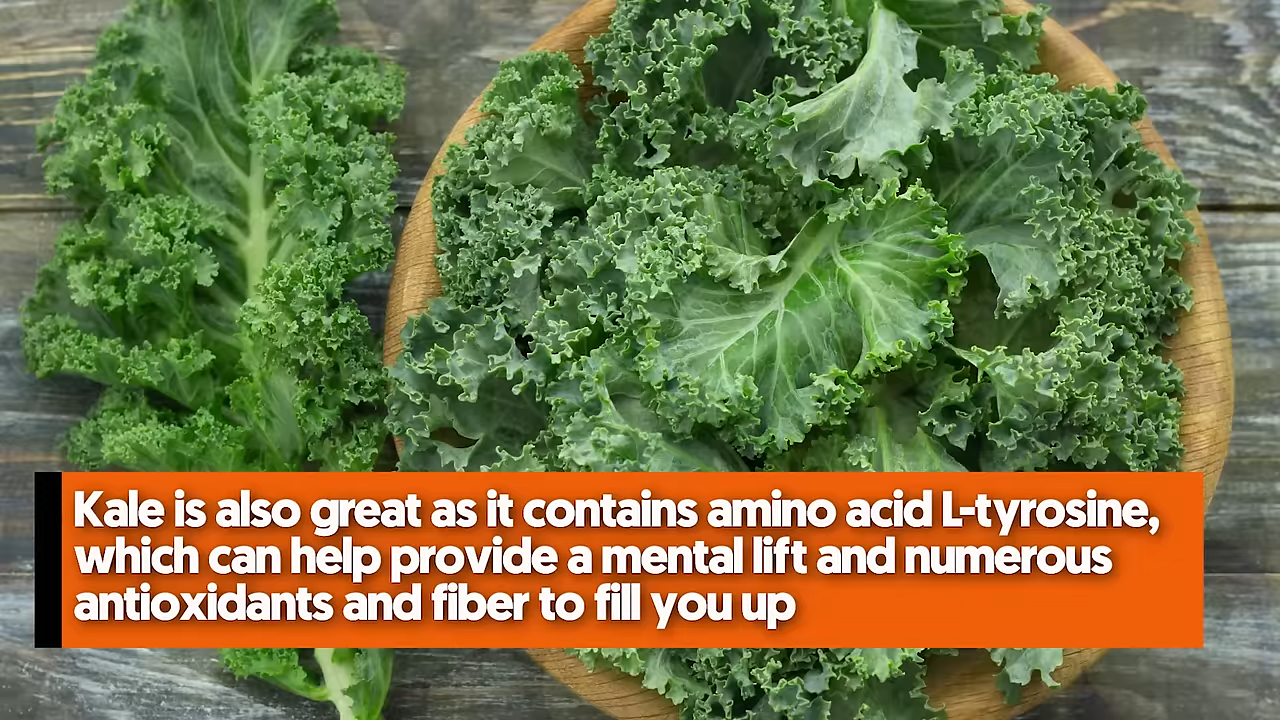 Kale is also great as it contains amino acid L-tyrosine,
which can help provide a mental lift and numerous
antioxidants and fiber to fill you up